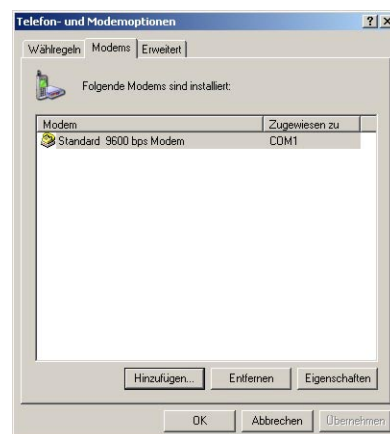 Telefon- und Modemoptionen
Wählregeln Modems Erweitert
Folgende Modems sind installiert:
Modem Zugewiesen zu
Standard 9600 bps Modem COM1
Hinzufügen... Entfernen Eigenschaften
OK Abbrechen Übernehmen